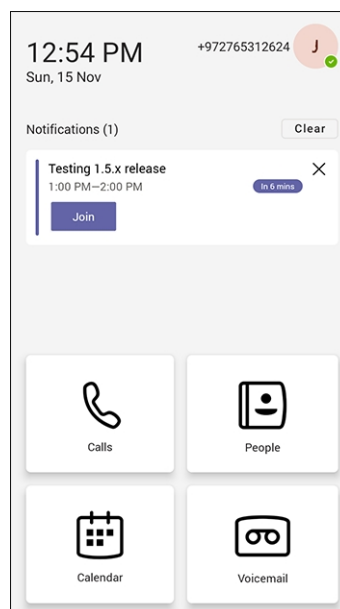 12:54 PM
+972765312624
J
Sun, 15 Nov
Notifications (1)
Clear
Testing 1.5.x release
1:00 PM–2:00 PM
In 6 mins
Join
Calls
People
Calendar
Voicemail